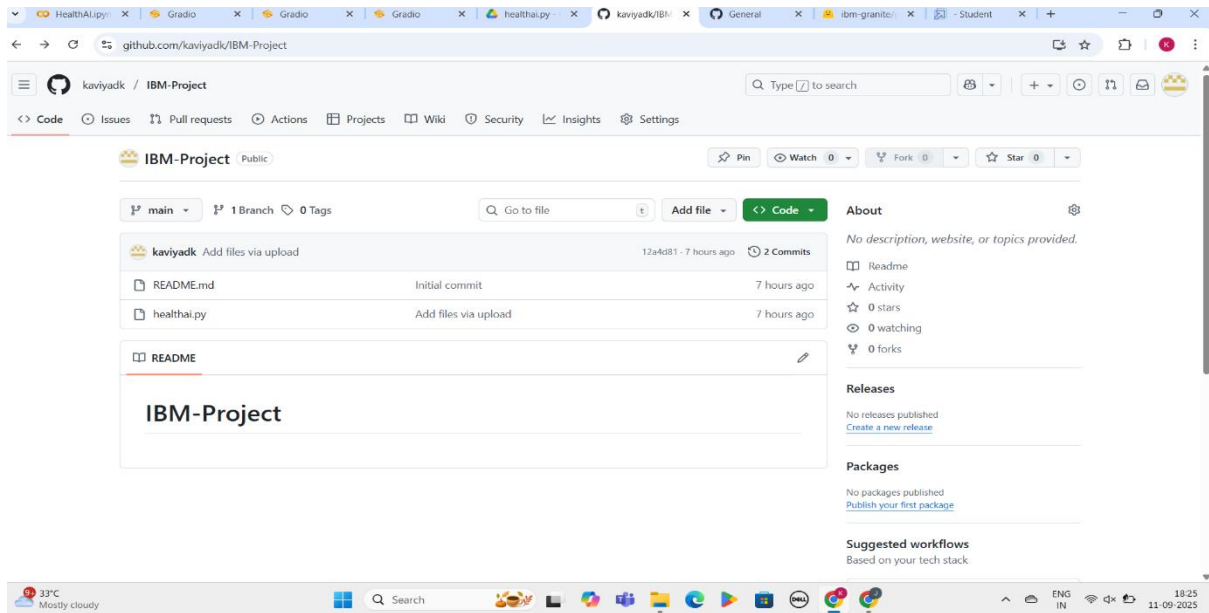 HealthAI.ipyn
Gradio
Gradio
Gradio
healthai.py -
kaviyadk/IBM
General
ibm-granite/
- Student
github.com/kaviyadk/IBM-Project
K
kaviyadk / IBM-Project
Type / to search
<> Code
Issues
Pull requests
Actions
Projects
Wiki
Security
Insights
Settings
IBM-Project Public
Pin
Watch 0
Fork 0
Star 0
main
1 Branch
0 Tags
Go to file t
Add file
<> Code
kaviyadk Add files via upload 12a4d81 · 7 hours ago 2 Commits
README.md Initial commit 7 hours ago
healthai.py Add files via upload 7 hours ago
README
IBM-Project
About
No description, website, or topics provided.
Readme
Activity
0 stars
0 watching
0 forks
Releases
No releases published
Create a new release
Packages
No packages published
Publish your first package
Suggested workflows
Based on your tech stack
33°C
Mostly cloudy
Search
DELL
ENG
IN
18:25
11-09-2025